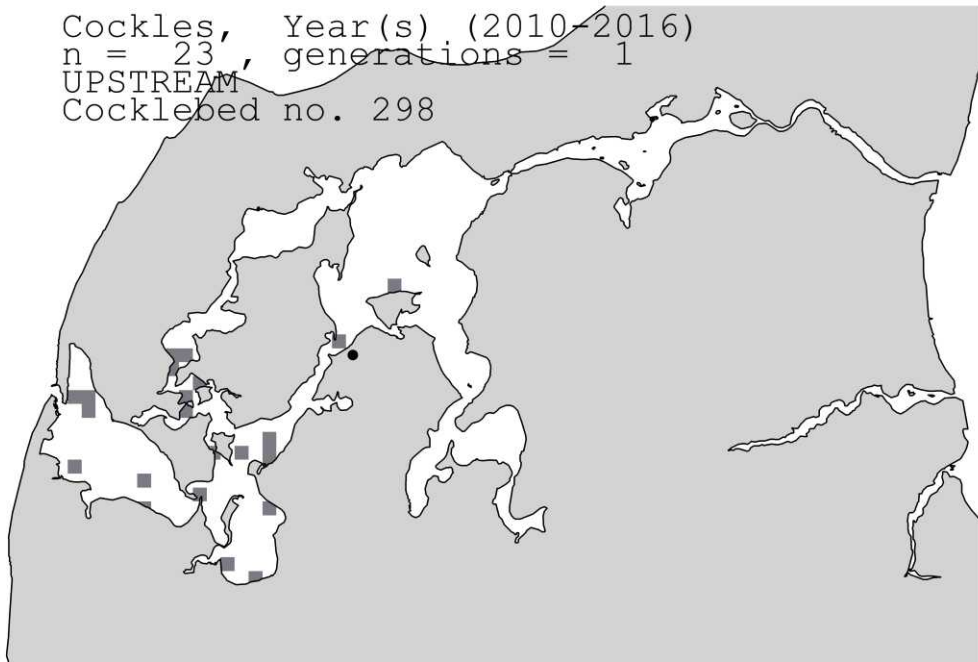 Cockles, Year(s) (2010-2016)
n = 23, generations = 1
UPSTREAM
Cocklebed no. 298